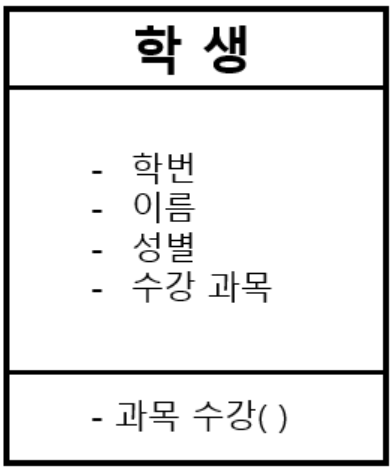 학 생
- 학번
- 이름
- 성별
- 수강 과목
- 과목 수강( )